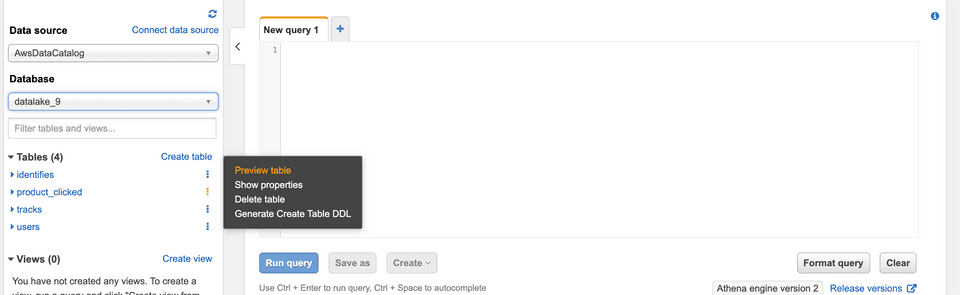 Data source
Connect data source
AwsDataCatalog
Database
datalake_9
Filter tables and views...
Tables (4)
Create table
identifies
product_clicked
tracks
users
Views (0)
Create view
You have not created any views. To create a
view, run a query and click "Create view from
Preview table
Show properties
Delete table
Generate Create Table DDL
New query 1
+
1
Run query
Save as
Create
Format query
Clear
Use Ctrl + Enter to run query, Ctrl + Space to autocomplete
Athena engine version 2
Release versions